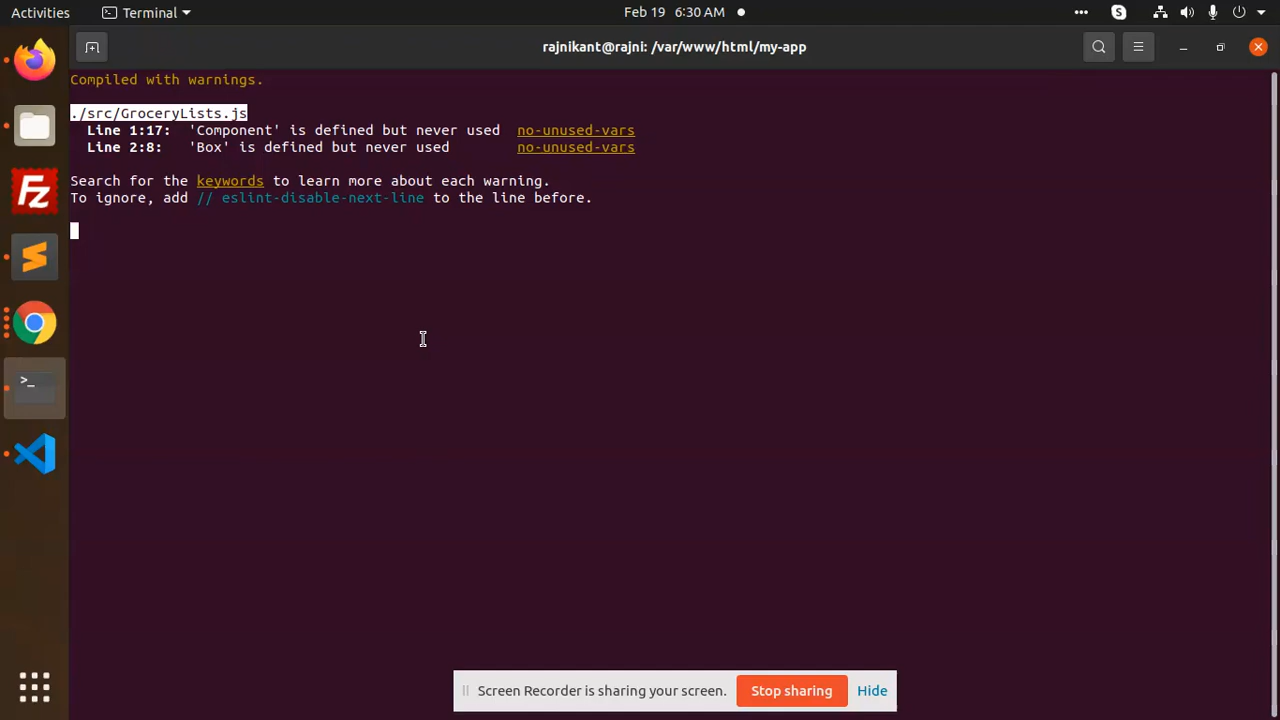 Activities
Terminal
Feb 19 6:30 AM
S
rajnikant@rajni: /var/www/html/my-app
Compiled with warnings.
./src/GroceryLists.js
Line 1:17: 'Component' is defined but never used no-unused-vars
Line 2:8: 'Box' is defined but never used no-unused-vars
Search for the keywords to learn more about each warning.
To ignore, add // eslint-disable-next-line to the line before.
Fz
>_
Screen Recorder is sharing your screen.
Stop sharing
Hide